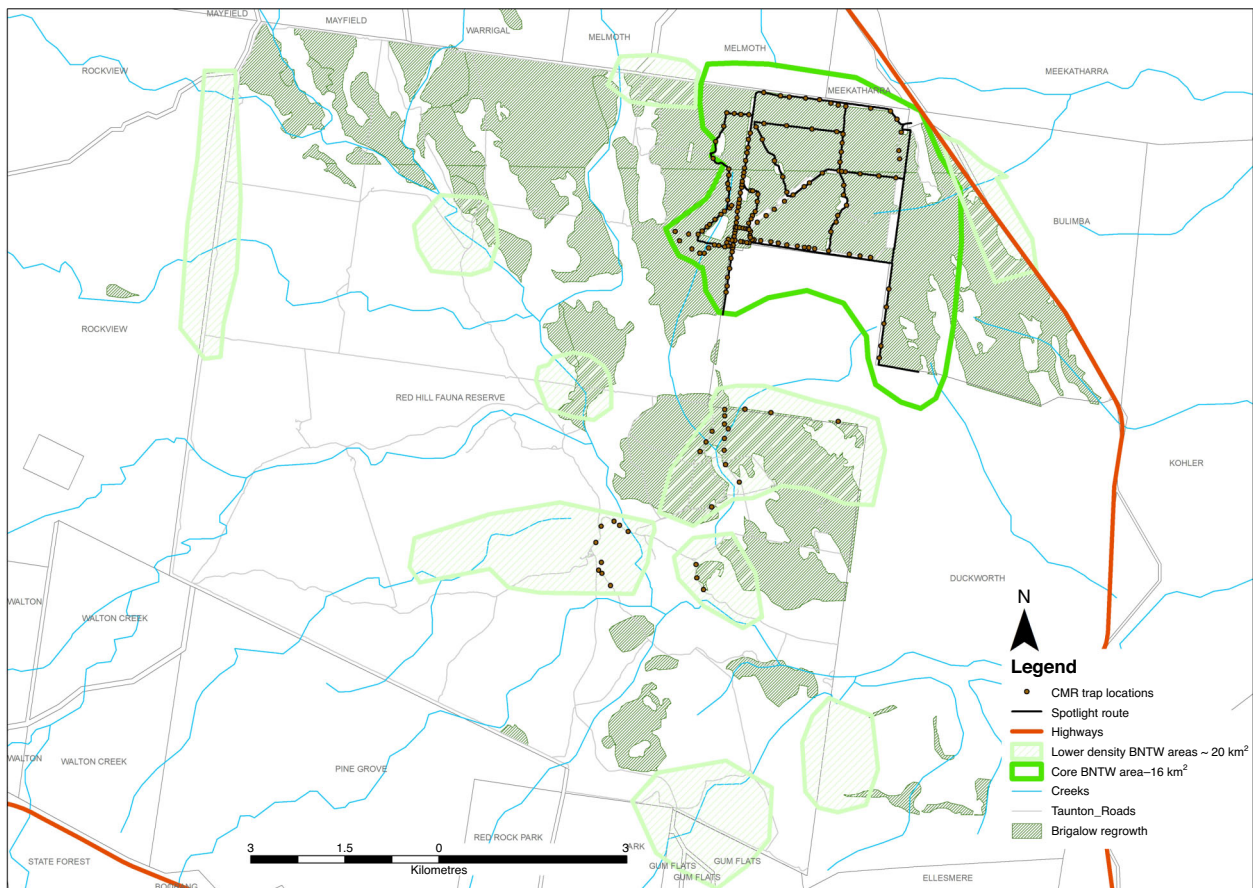 MAYFIELD
MAYFIELD
WARRIGAL
MELMOTH
MELMOTH
ROCKVIEW
MEEKATHARRA
MEEKATHARRA
BULIMBA
ROCKVIEW
RED HILL FAUNA RESERVE
KOHLER
DUCKWORTH
WALTON
WALTON CREEK
WALTON
WALTON CREEK
PINE GROVE
RED ROCK PARK
ARK
STATE FOREST
GUM FLATS
GUM FLATS
GUM FLATS
ELLESMERE
3 1.5 0 3
Kilometres
N
Legend
CMR trap locations
Spotlight route
Highways
Lower density BNTW areas ~ 20 km²
Core BNTW area–16 km²
Creeks
Taunton_Roads
Brigalow regrowth